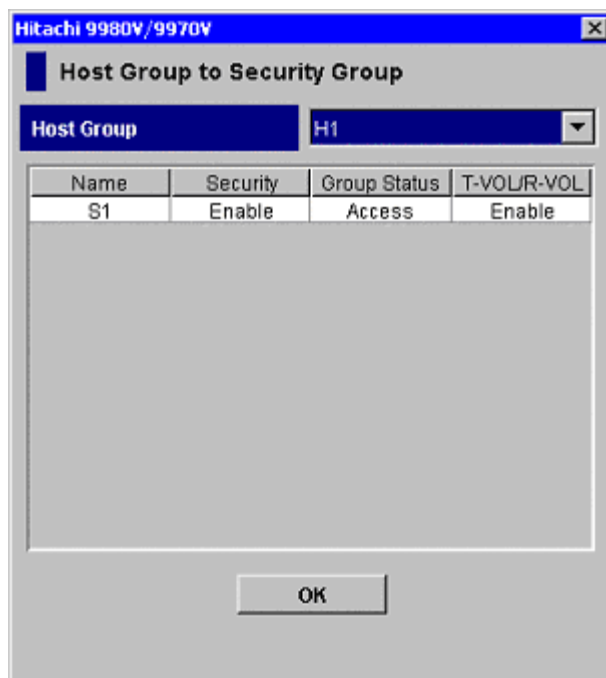 Hitachi 9980V/9970V
Host Group to Security Group
Host Group H1
Name Security Group Status T-VOL/R-VOL
S1 Enable Access Enable
OK